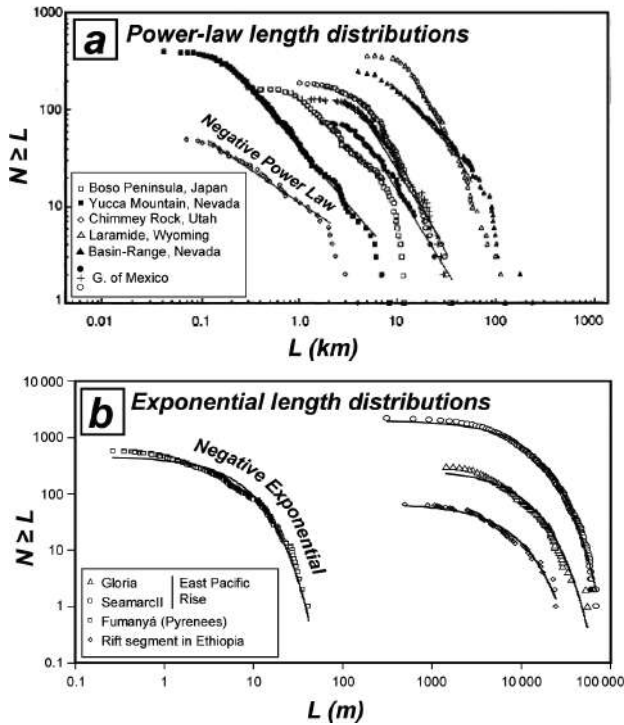 a Power-law length distributions
1000
100
10
1
N ≥ L
Negative Power Law
Boso Peninsula, Japan
Yucca Mountain, Nevada
Chimmey Rock, Utah
Laramide, Wyoming
Basin-Range, Nevada
G. of Mexico
0.01 0.1 1.0 10 100 1000
L (km)
b Exponential length distributions
10 000
1000
100
10
1
0.1
N ≥ L
Negative Exponential
Gloria
SeamarcII
East Pacific
Rise
Fumanyá (Pyrenees)
Rift segment in Ethiopia
0.1 1 10 100 1000 10 000 100 000
L (m)